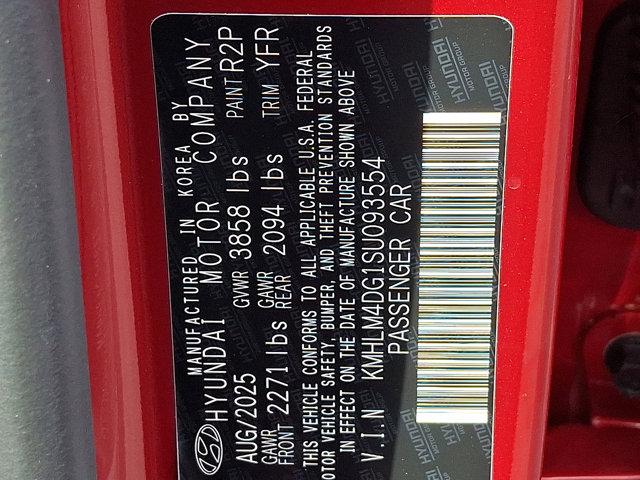 MANUFACTURED IN KOREA BY
HYUNDAI MOTOR COMPANY
AUG/2025 GVWR 3858 lbs PAINT R2P
GAWR FRONT 2271 lbs GAWR REAR 2094 lbs TRIM YFR
THIS VEHICLE CONFORMS TO ALL APPLICABLE U.S.A. FEDERAL
MOTOR VEHICLE SAFETY, BUMPER, AND THEFT PREVENTION STANDARDS
IN EFFECT ON THE DATE OF MANUFACTURE SHOWN ABOVE
V.I.N KMHLM4DG1SU093554
PASSENGER CAR